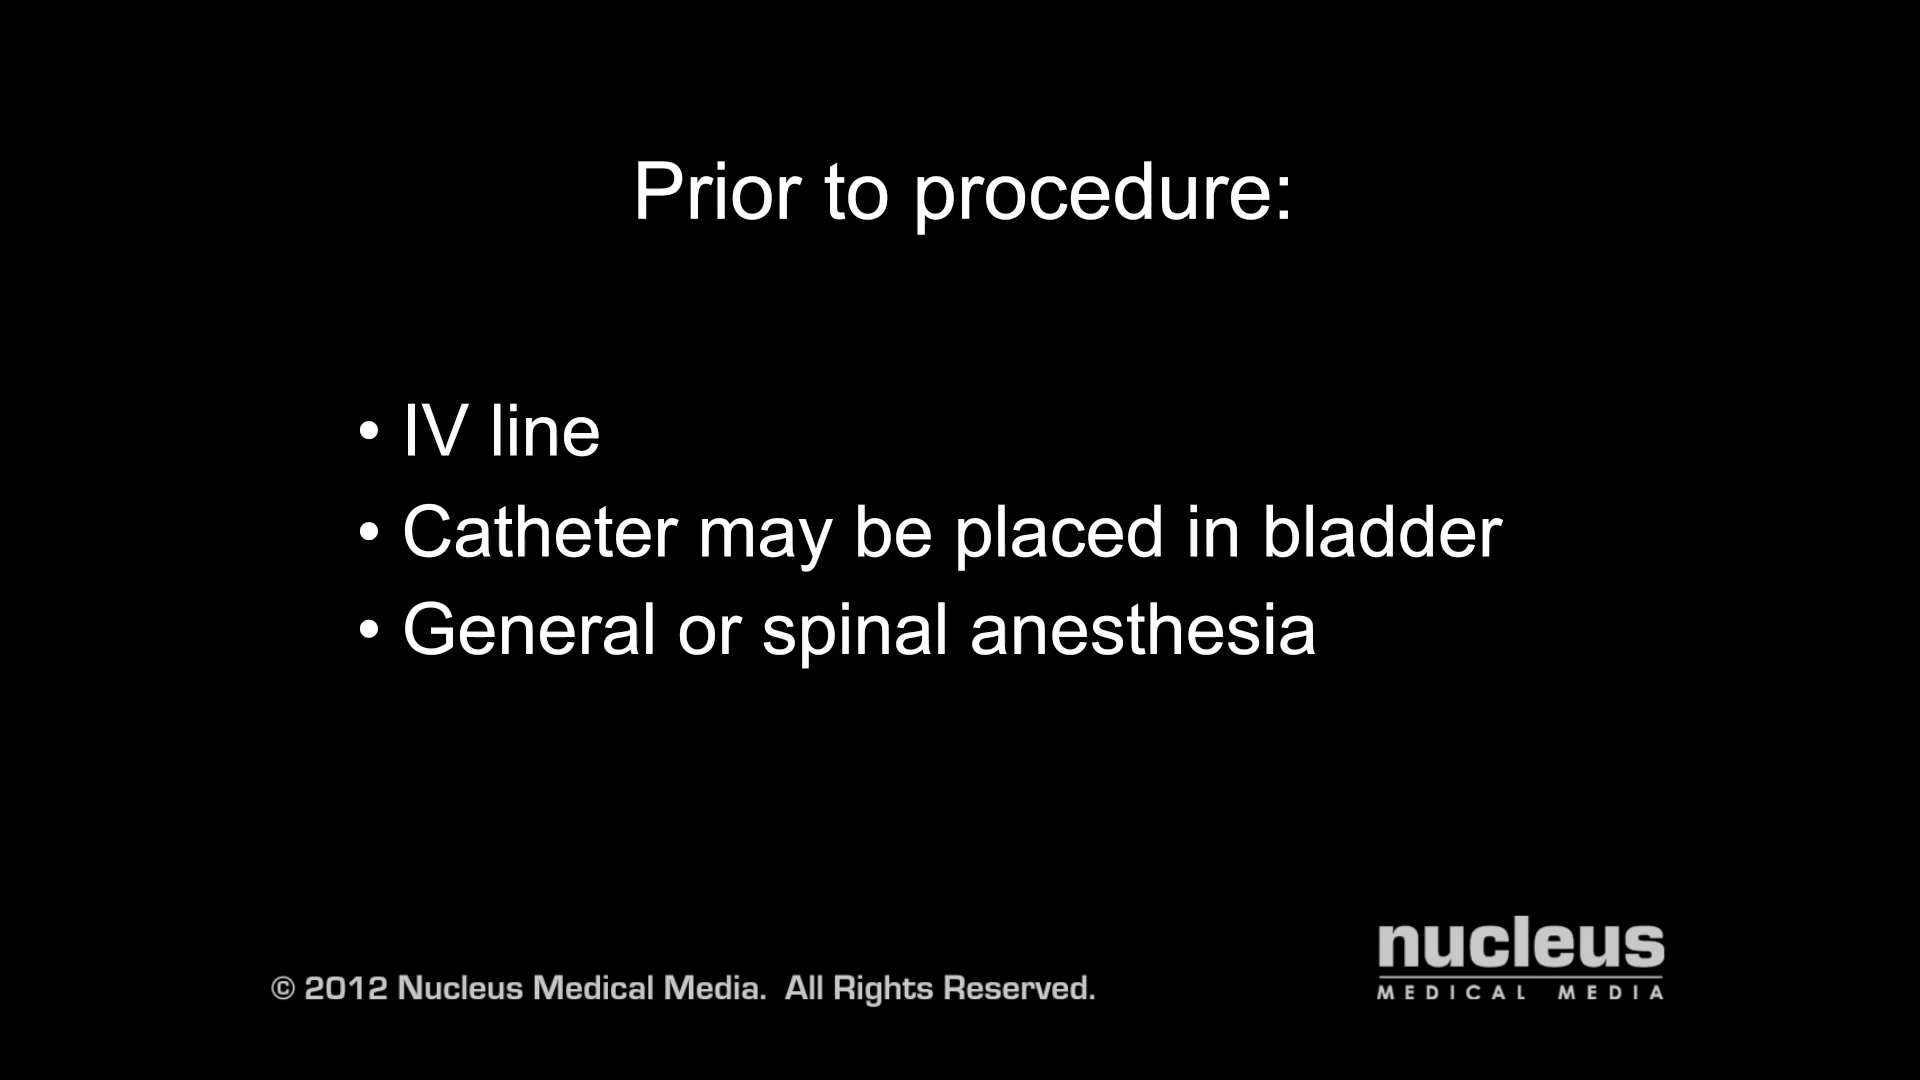 Prior to procedure:
• IV line
• Catheter may be placed in bladder
• General or spinal anesthesia
nucleus
MEDICAL MEDIA
© 2012 Nucleus Medical Media. All Rights Reserved.